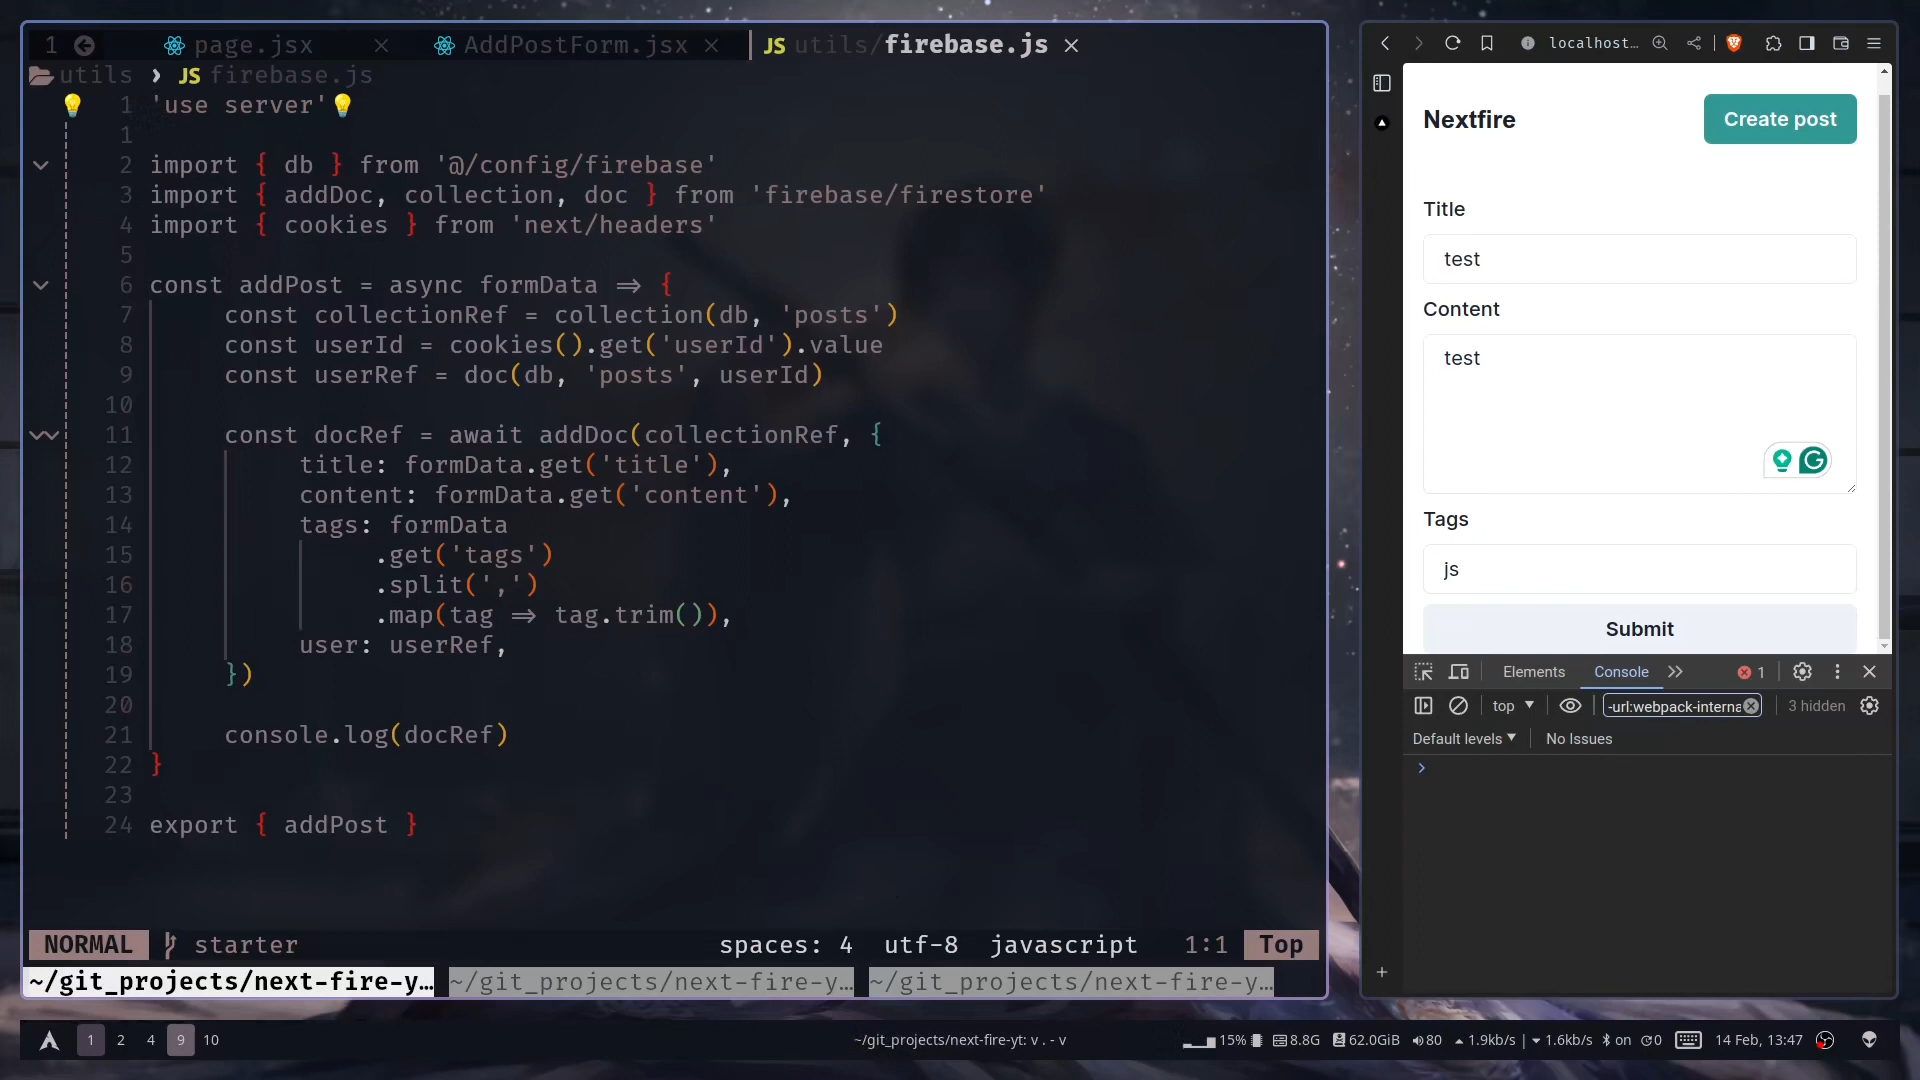 1 page.jsx AddPostForm.jsx JS utils/firebase.js
utils › JS firebase.js
1 'use server'
1
2 import { db } from '@/config/firebase'
3 import { addDoc, collection, doc } from 'firebase/firestore'
4 import { cookies } from 'next/headers'
5
6 const addPost = async formData => {
7 const collectionRef = collection(db, 'posts')
8 const userId = cookies().get('userId').value
9 const userRef = doc(db, 'posts', userId)
10
11 const docRef = await addDoc(collectionRef, {
12 title: formData.get('title'),
13 content: formData.get('content'),
14 tags: formData
15 .get('tags')
16 .split(',')
17 .map(tag => tag.trim()),
18 user: userRef,
19 })
20
21 console.log(docRef)
22 }
23
24 export { addPost }
NORMAL starter spaces: 4 utf-8 javascript 1:1 Top
~/git_projects/next-fire-y… ~/git_projects/next-fire-y… ~/git_projects/next-fire-y…
localhost…
Nextfire
Create post
Title
test
Content
test
Tags
js
Submit
Elements Console 1
top -url:webpack-interna 3 hidden
Default levels No Issues
1 2 4 9 10 ~/git_projects/next-fire-yt: v . - v 15% 8.8G 62.0GiB 80 1.9kb/s | 1.6kb/s on 0 14 Feb, 13:47